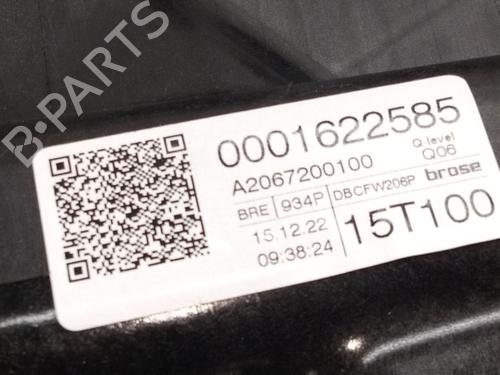 B-PARTS
0001622585
A2067200100
Q level
Q06
BRE 934P DBCFW206P brose
15.12.22
09:38:24
15T100